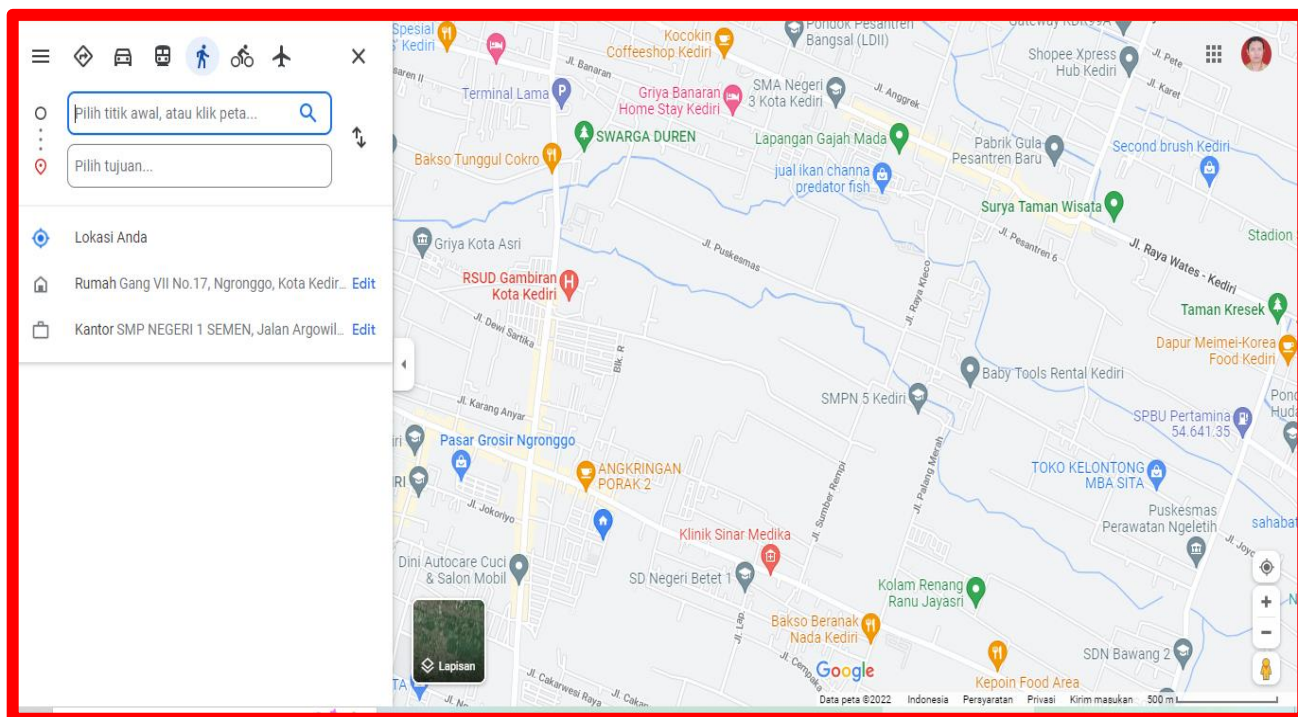 Pilih titik awal, atau klik peta...
Pilih tujuan...
Lokasi Anda
Rumah Gang VII No.17, Ngronggo, Kota Kedir... Edit
Kantor SMP NEGERI 1 SEMEN, Jalan Argowil... Edit
Spesial
Kediri
Kocokin
Coffeeshop Kediri
Pondok Pesantren
Bangsal (LDII)
Shopee Xpress
Hub Kediri
Jl. Pete
Jl. Karet
Jl. Banaran
Terminal Lama
Griya Banaran
Home Stay Kediri
SMA Negeri
3 Kota Kediri
Jl. Anggrek
SWARGA DUREN
Lapangan Gajah Mada
Pabrik Gula
Pesantren Baru
Second brush Kediri
Bakso Tunggul Cokro
jual ikan channa
predator fish
Surya Taman Wisata
Stadion
Griya Kota Asri
Jl. Puskesmas
Jl. Pesantren 6
Jl. Raya Wates - Kediri
RSUD Gambiran
Kota Kediri
Jl. Raya Kleco
Taman Kresek
Jl. Dewi Sartika
Blk. R
Dapur Meimei-Korea
Food Kediri
Baby Tools Rental Kediri
SMPN 5 Kediri
Jl. Karang Anyar
SPBU Pertamina
54.641.35
Pasar Grosir Ngronggo
Jl. Palang Merah
ANGKRINGAN
PORAK 2
Jl. Sumber Rempi
TOKO KELONTONG
MBA SITA
Jl. Jokoriyo
Puskesmas
Perawatan Ngeletih
sahabat
Klinik Sinar Medika
Dini Autocare Cuci
& Salon Mobil
SD Negeri Betet 1
Kolam Renang
Ranu Jayasri
Jl. Lap.
Bakso Beranak
Nada Kediri
SDN Bawang 2
Lapisan
Jl. Cempaka
Google
Kepoin Food Area
Jl. Cakarwesi Raya
Data peta ©2022 Indonesia Persyaratan Privasi Kirim masukan 500 m